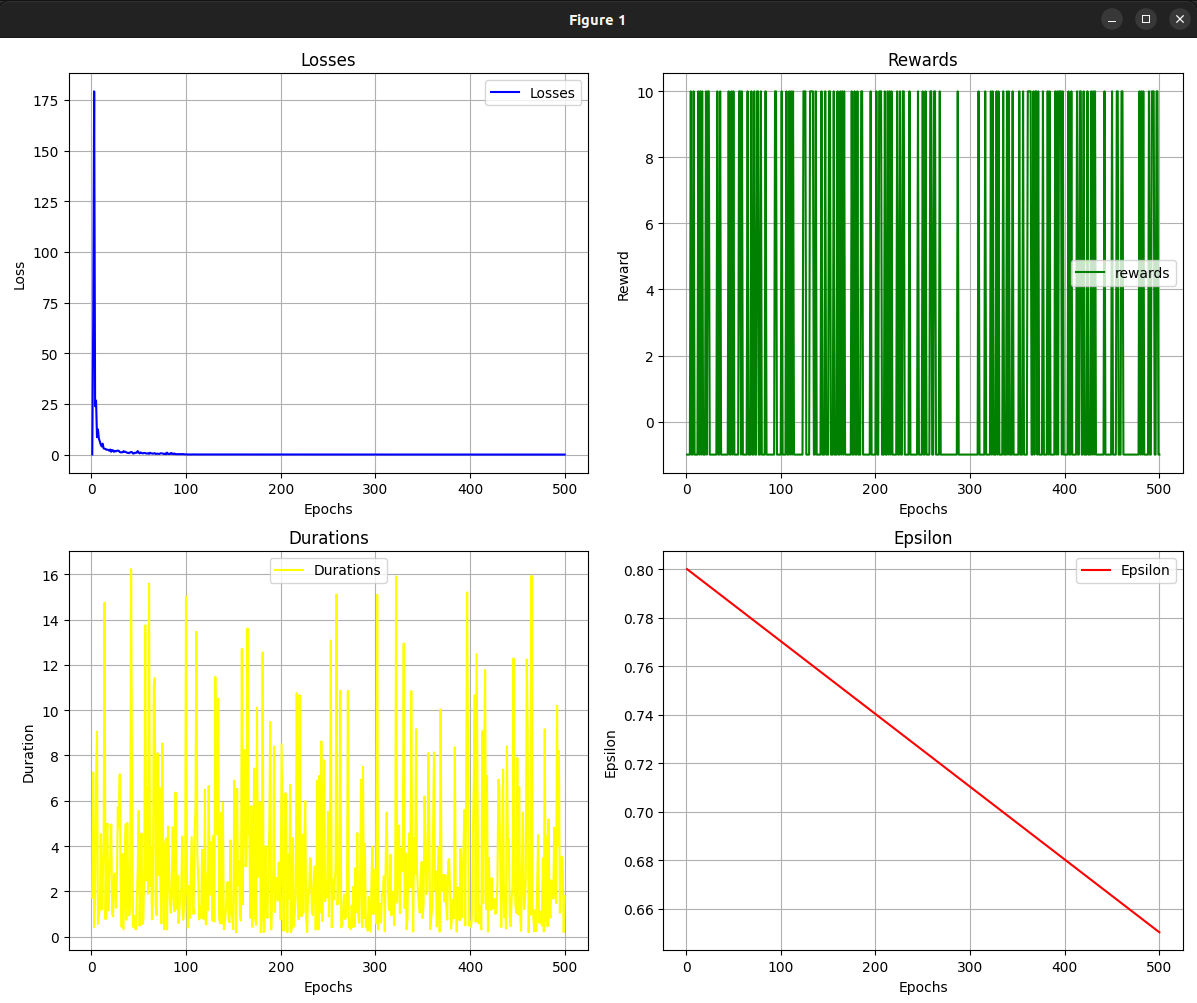 Figure 1
Losses
Losses
175
150
125
100
75
50
25
0
Loss
0 100 200 300 400 500
Epochs
Rewards
rewards
10
8
6
4
2
0
Reward
0 100 200 300 400 500
Epochs
Durations
Durations
16
14
12
10
8
6
4
2
0
Duration
0 100 200 300 400 500
Epochs
Epsilon
Epsilon
0.80
0.78
0.76
0.74
0.72
0.70
0.68
0.66
Epsilon
0 100 200 300 400 500
Epochs